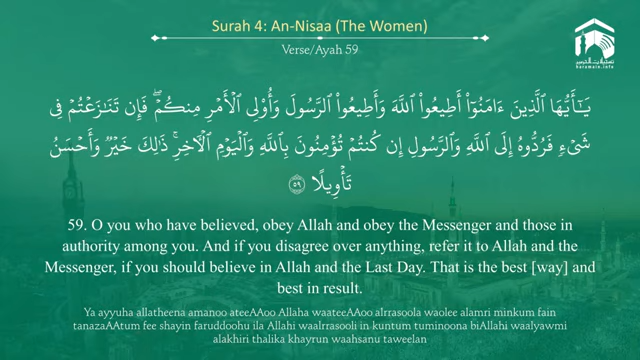 Surah 4: An-Nisaa (The Women)
Verse/Ayah 59
haramain.info
يَـٰٓأَيُّهَا ٱلَّذِينَ ءَامَنُوٓا۟ أَطِيعُوا۟ ٱللَّهَ وَأَطِيعُوا۟ ٱلرَّسُولَ وَأُو۟لِى ٱلْأَمْرِ مِنكُمْ ۖ فَإِن تَنَـٰزَعْتُمْ فِى
شَىْءٍ فَرُدُّوهُ إِلَى ٱللَّهِ وَٱلرَّسُولِ إِن كُنتُمْ تُؤْمِنُونَ بِٱللَّهِ وَٱلْيَوْمِ ٱلْـَٔاخِرِ ۚ ذَٰلِكَ خَيْرٌ وَأَحْسَنُ
تَأْوِيلًا ٥٩
59. O you who have believed, obey Allah and obey the Messenger and those in
authority among you. And if you disagree over anything, refer it to Allah and the
Messenger, if you should believe in Allah and the Last Day. That is the best [way] and
best in result.
Ya ayyuha allatheena amanoo ateeAAoo Allaha waateeAAoo alrrasoola waolee alamri minkum fain
tanazaAAtum fee shayin faruddoohu ila Allahi waalrrasooli in kuntum tuminoona biAllahi waalyawmi
alakhiri thalika khayrun waahsanu taweelan